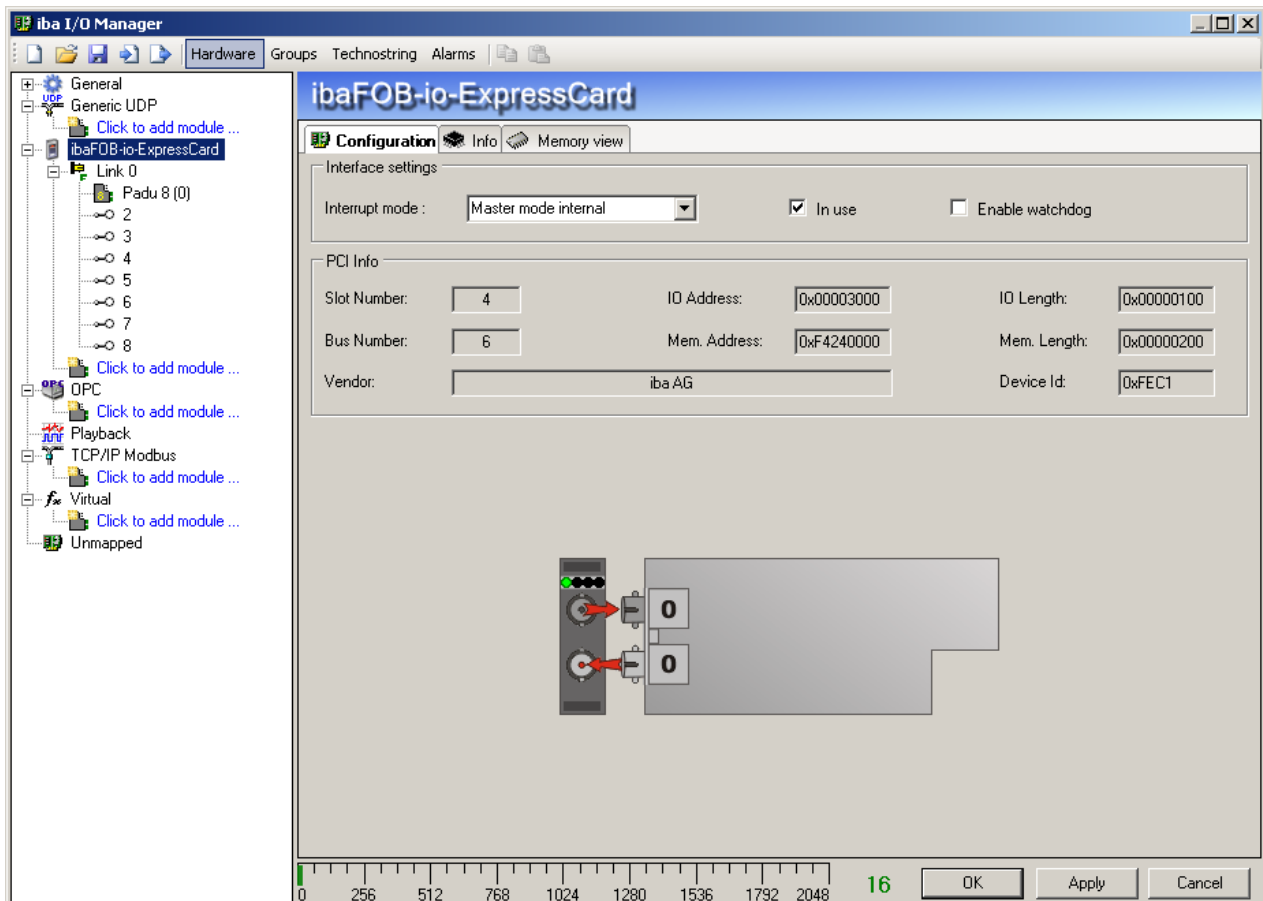 iba I/O Manager
Hardware Groups Technostring Alarms
General
UDP Generic UDP
Click to add module ...
ibaFOB-io-ExpressCard
Link 0
Padu 8 (0)
2
3
4
5
6
7
8
Click to add module ...
OPC OPC
Click to add module ...
Playback
TCP/IP Modbus
Click to add module ...
fx Virtual
Click to add module ...
Unmapped
ibaFOB-io-ExpressCard
Configuration Info Memory view
Interface settings
Interrupt mode : Master mode internal In use Enable watchdog
PCI Info
Slot Number: 4 IO Address: 0x00003000 IO Length: 0x00000100
Bus Number: 6 Mem. Address: 0xF4240000 Mem. Length: 0x00000200
Vendor: iba AG Device Id: 0xFEC1
0
0
0 256 512 768 1024 1280 1536 1792 2048 16 OK Apply Cancel